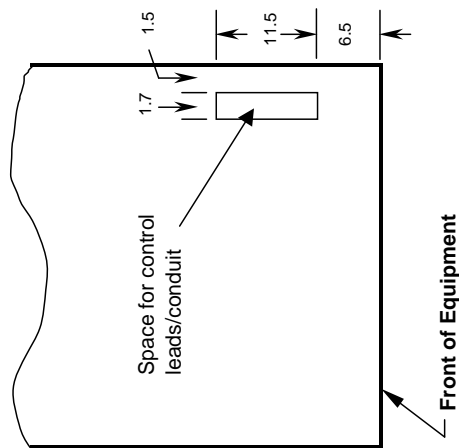 1.5
1.7
11.5
6.5
Space for control
leads/conduit
Front of Equipment